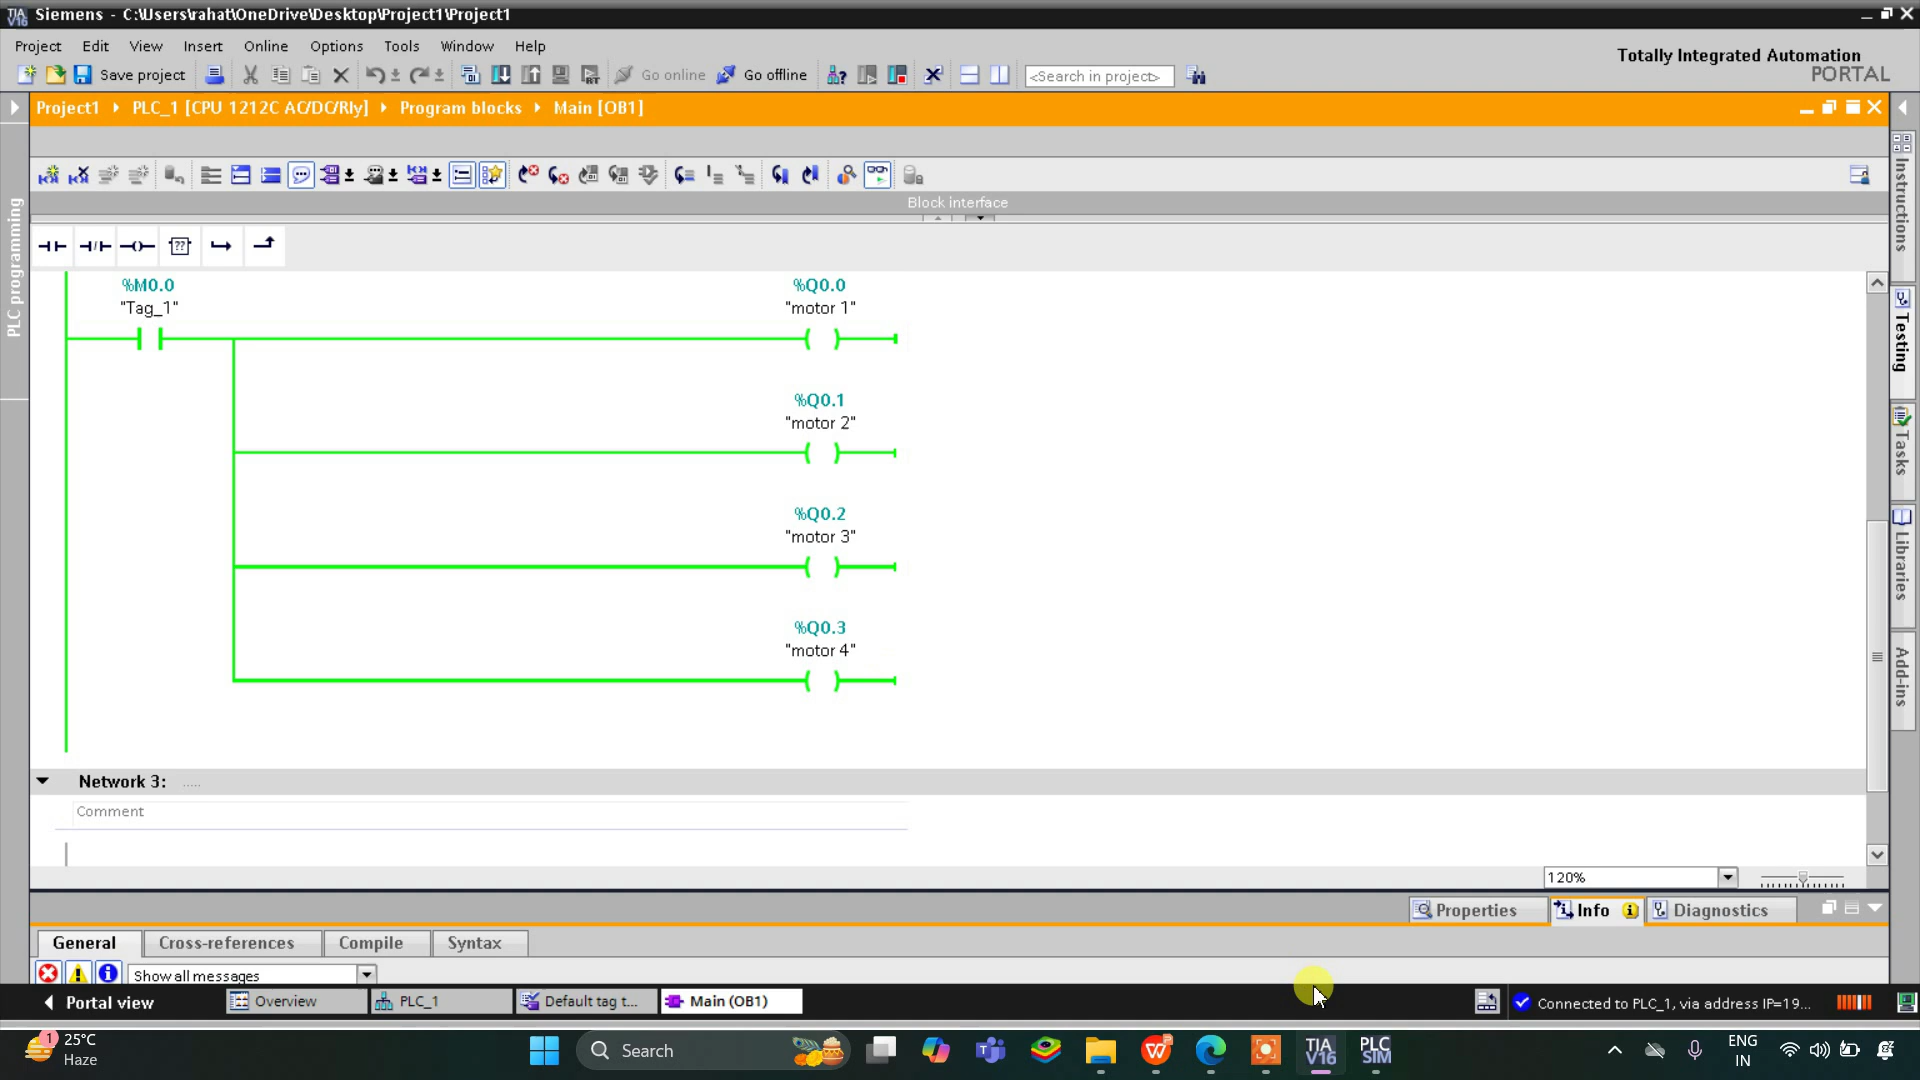 TIA V16 Siemens - C:\Users\rahat\OneDrive\Desktop\Project1\Project1
Project Edit View Insert Online Options Tools Window Help
Totally Integrated Automation
PORTAL
Save project Go online Go offline <Search in project>
Project1 PLC_1 [CPU 1212C AC/DC/Rly] Program blocks Main [OB1]
Block interface
??
PLC programming
Instructions
Testing
Tasks
Libraries
Add-ins
%M0.0
"Tag_1"
%Q0.0
"motor 1"
%Q0.1
"motor 2"
%Q0.2
"motor 3"
%Q0.3
"motor 4"
Network 3: .....
Comment
120%
Properties Info Diagnostics
General Cross-references Compile Syntax
Show all messages
Portal view Overview PLC_1 Default tag t... Main (OB1) Connected to PLC_1, via address IP=19...
1 25°C
Haze
Search
TIA V16
PLC SIM
ENG
IN